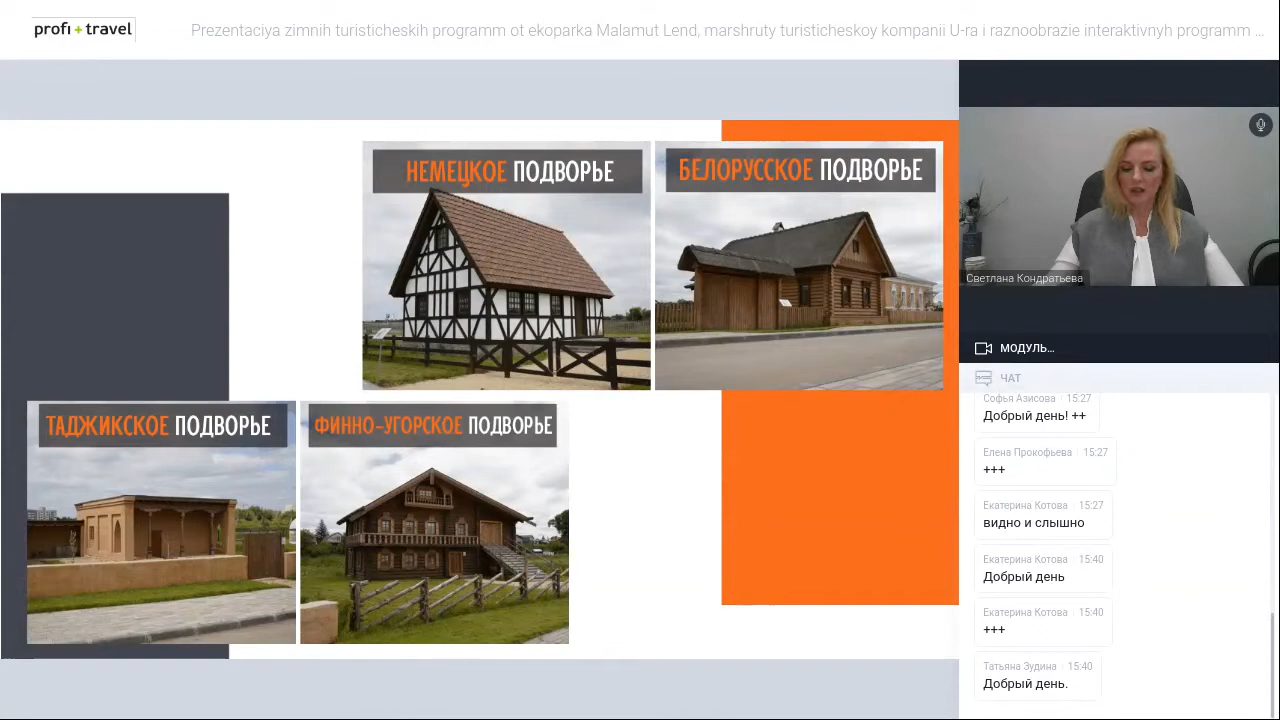 profi + travel
Prezentaciya zimnih turisticheskih programm ot ekoparka Malamut Lend, marshruty turisticheskoy kompanii U-ra i raznoobrazie interaktivnyh programm ...
НЕМЕЦКОЕ ПОДВОРЬЕ
БЕЛОРУССКОЕ ПОДВОРЬЕ
ТАДЖИКСКОЕ ПОДВОРЬЕ
ФИННО-УГОРСКОЕ ПОДВОРЬЕ
Светлана Кондратьева
МОДУЛЬ...
ЧАТ
Софья Азисова 15:27
Добрый день! ++
Елена Прокофьева 15:27
+++
Екатерина Котова 15:27
видно и слышно
Екатерина Котова 15:40
Добрый день
Екатерина Котова 15:40
+++
Татьяна Зудина 15:40
Добрый день.